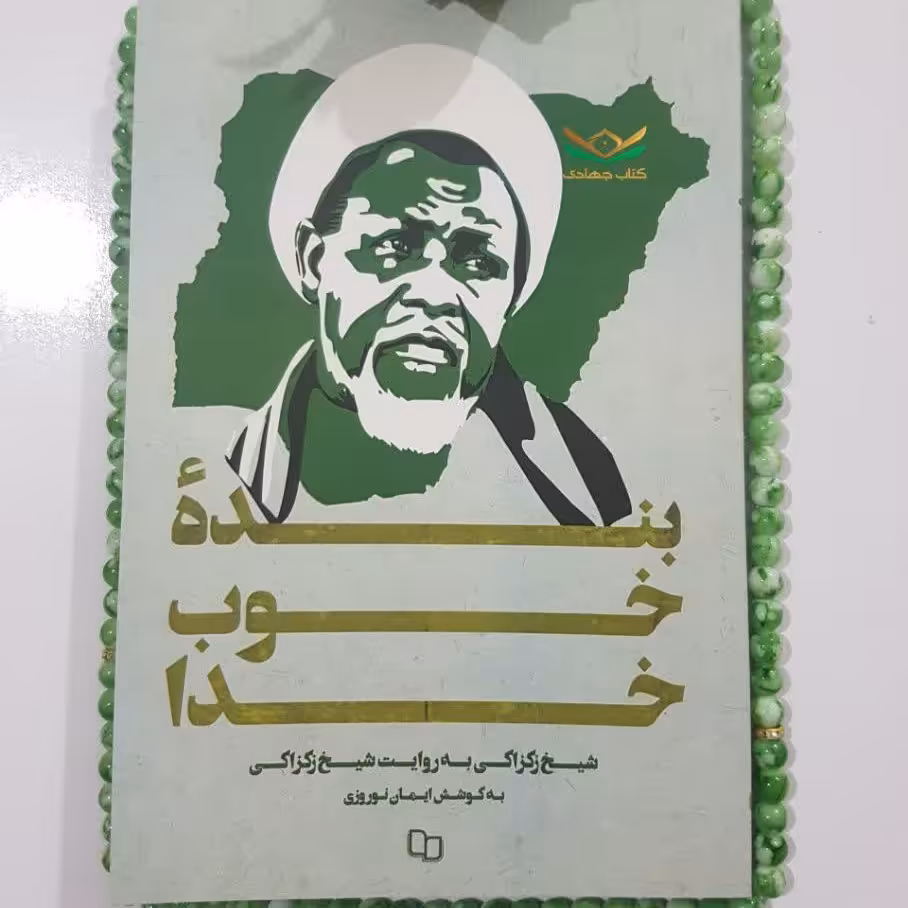 کتاب جهادی
بندهٔ
خوب
خدا
شیخ زکزاکی به روایت شیخ زکزاکی
به کوشش ایمان نوروزی